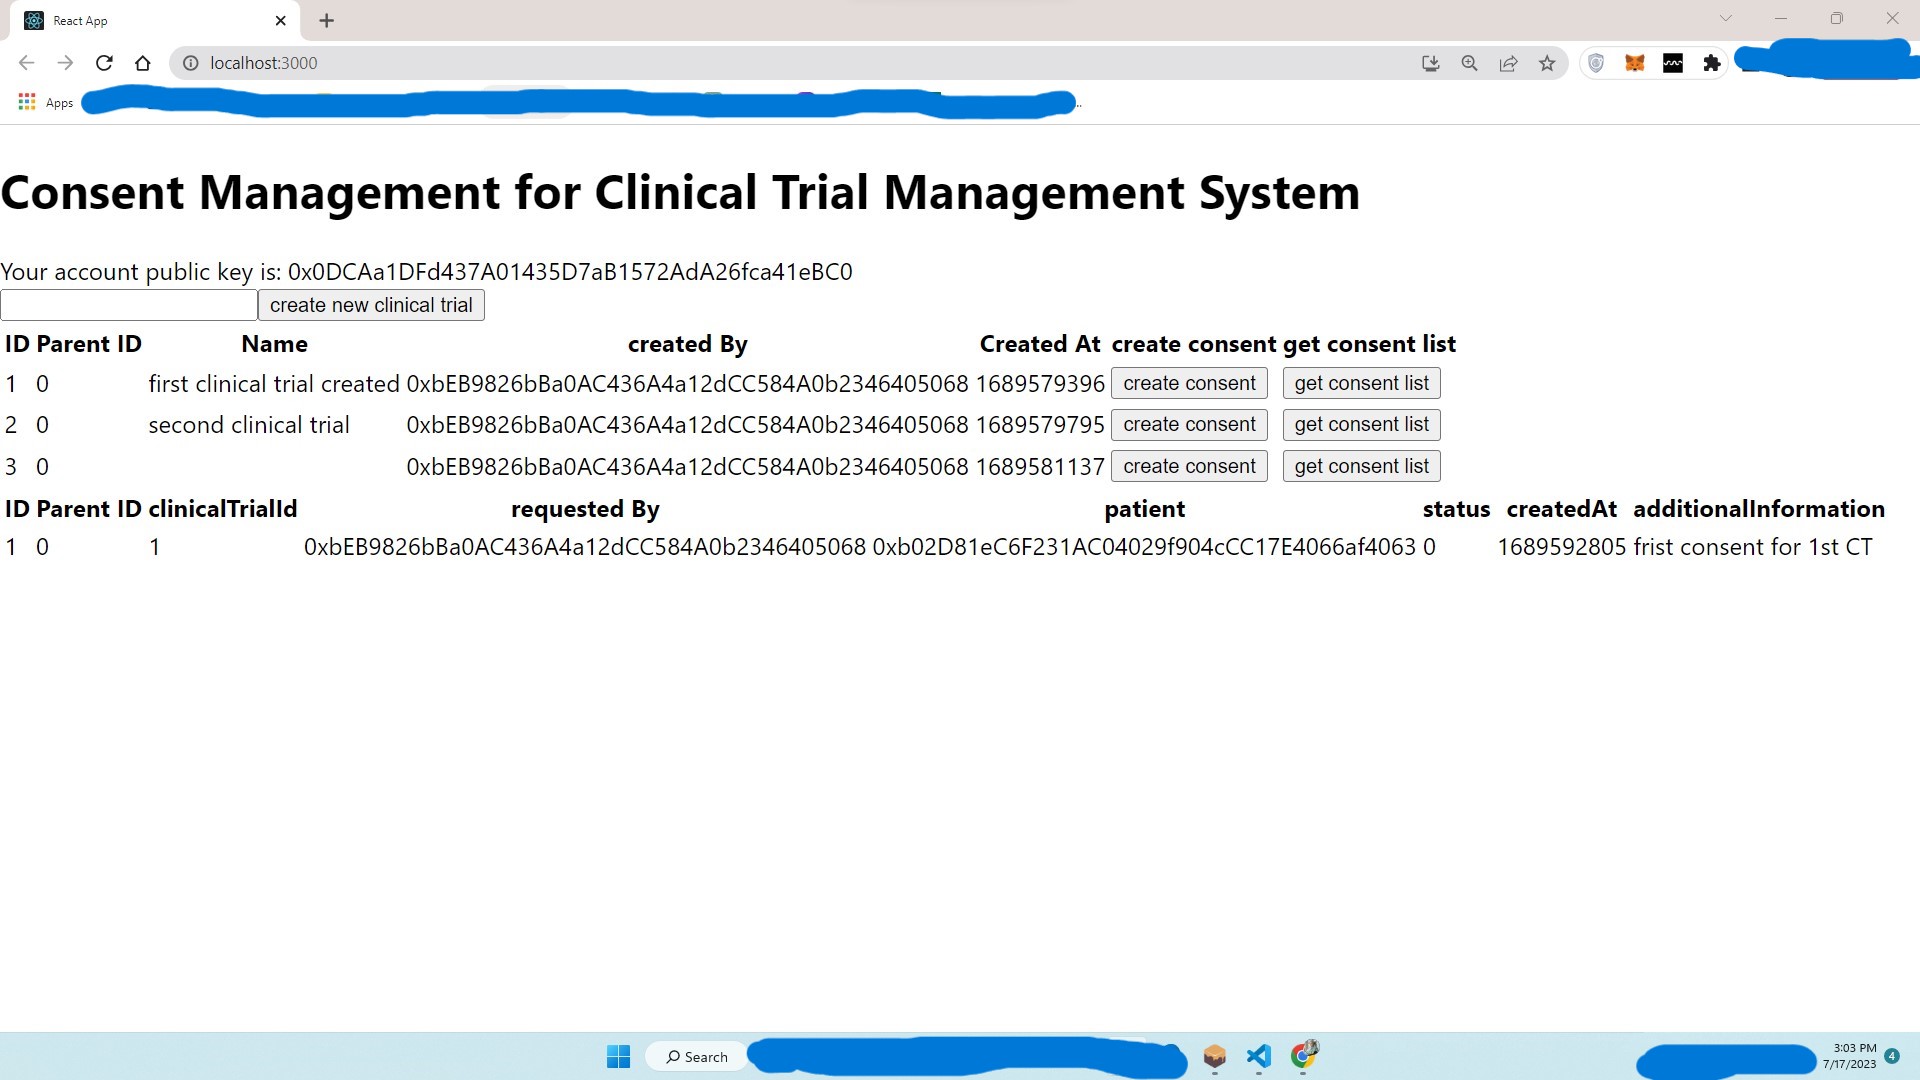 React App
localhost:3000
Apps
Consent Management for Clinical Trial Management System
Your account public key is: 0x0DCAa1DFd437A01435D7aB1572AdA26fca41eBC0
create new clinical trial
ID Parent ID Name created By Created At create consent get consent list
1 0 first clinical trial created 0xbEB9826bBa0AC436A4a12dCC584A0b2346405068 1689579396 create consent get consent list
2 0 second clinical trial 0xbEB9826bBa0AC436A4a12dCC584A0b2346405068 1689579795 create consent get consent list
3 0 0xbEB9826bBa0AC436A4a12dCC584A0b2346405068 1689581137 create consent get consent list
ID Parent ID clinicalTrialId requested By patient status createdAt additionalInformation
1 0 1 0xbEB9826bBa0AC436A4a12dCC584A0b2346405068 0xb02D81eC6F231AC04029f904cCC17E4066af4063 0 1689592805 frist consent for 1st CT
Search
3:03 PM
7/17/2023
4